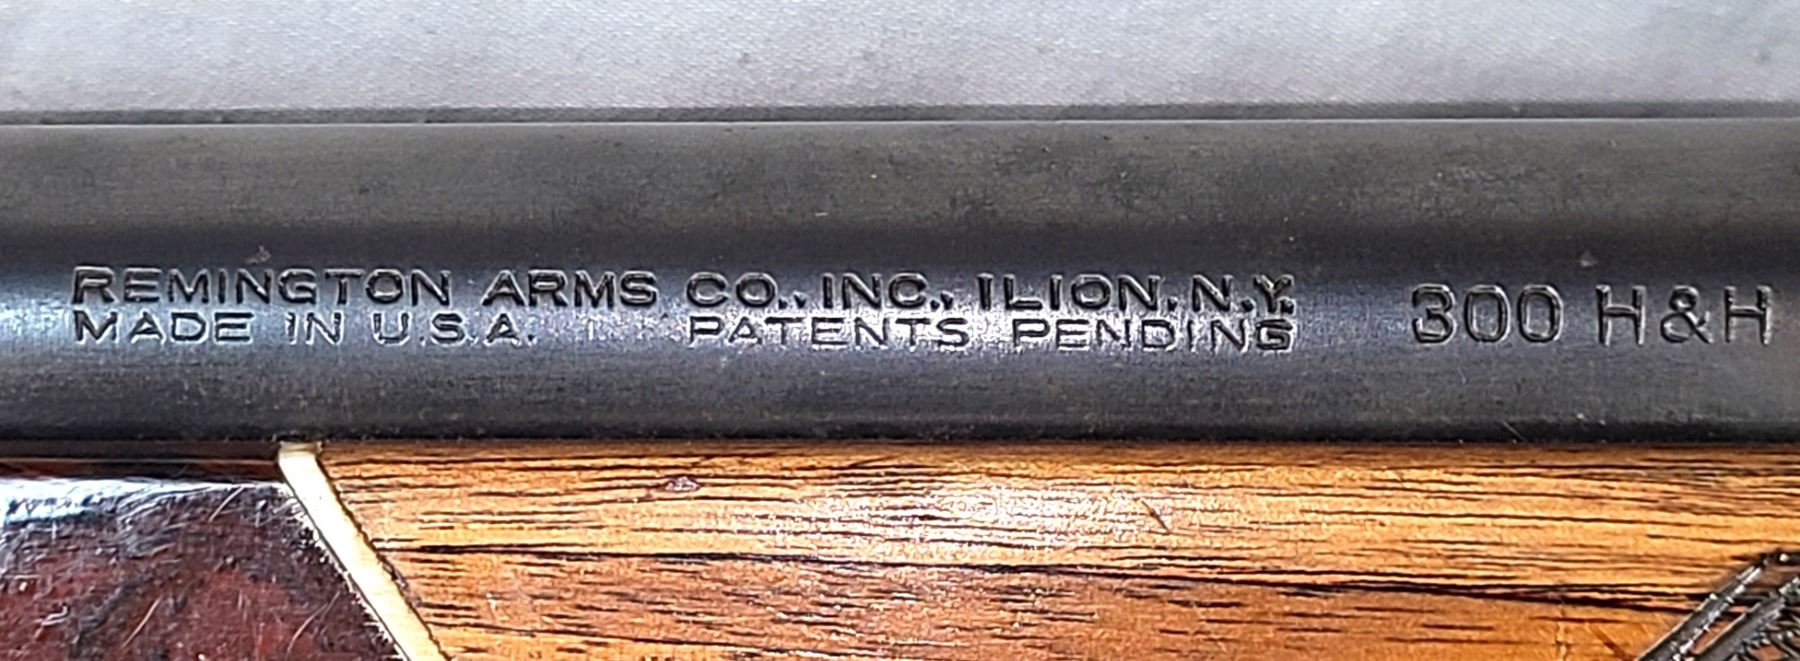 REMINGTON ARMS CO., INC., ILION, N.Y. 300 H&H
MADE IN U.S.A. PATENTS PENDING